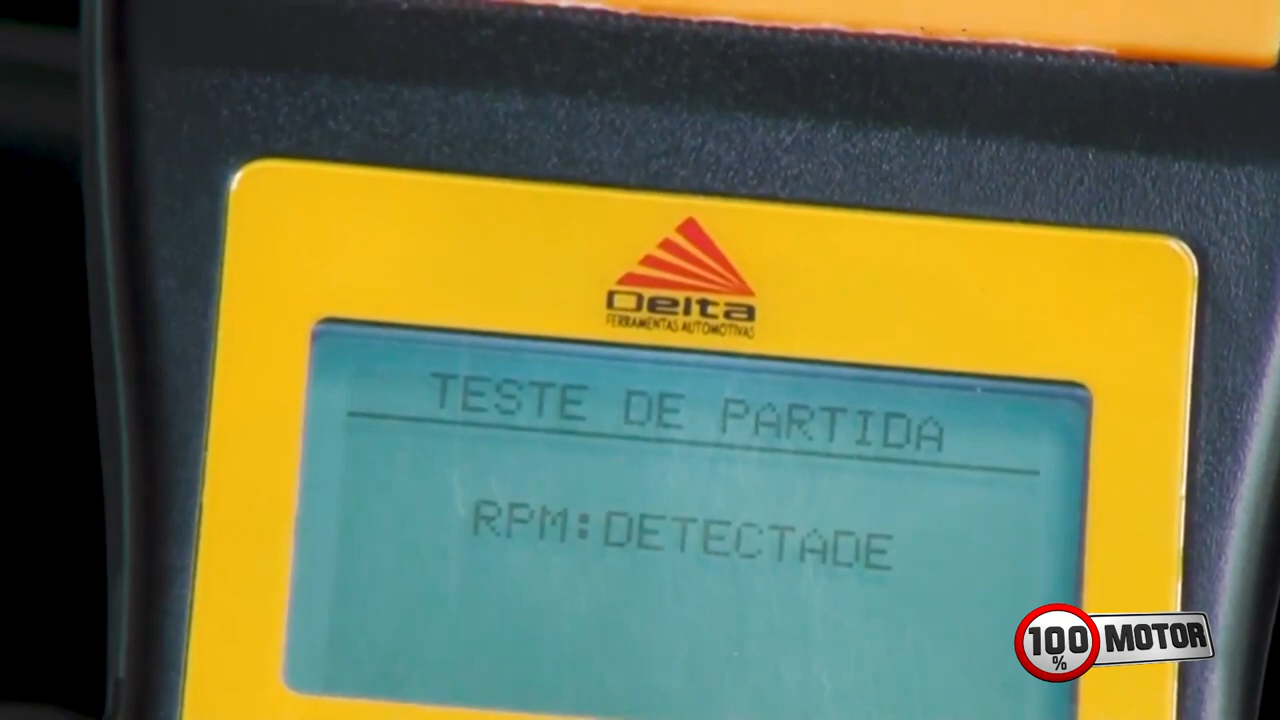 Delta
FERRAMENTAS AUTOMOTIVAS
TESTE DE PARTIDA
RPM:DETECTADE
100% MOTOR